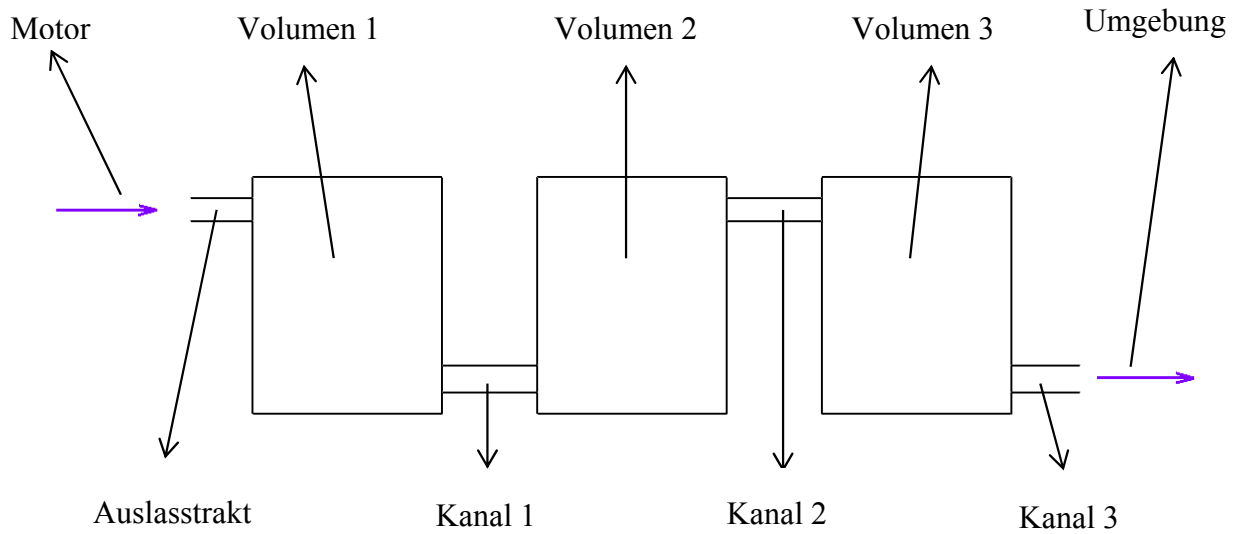 Motor
Volumen 1
Volumen 2
Volumen 3
Umgebung
Auslasstrakt
Kanal 1
Kanal 2
Kanal 3